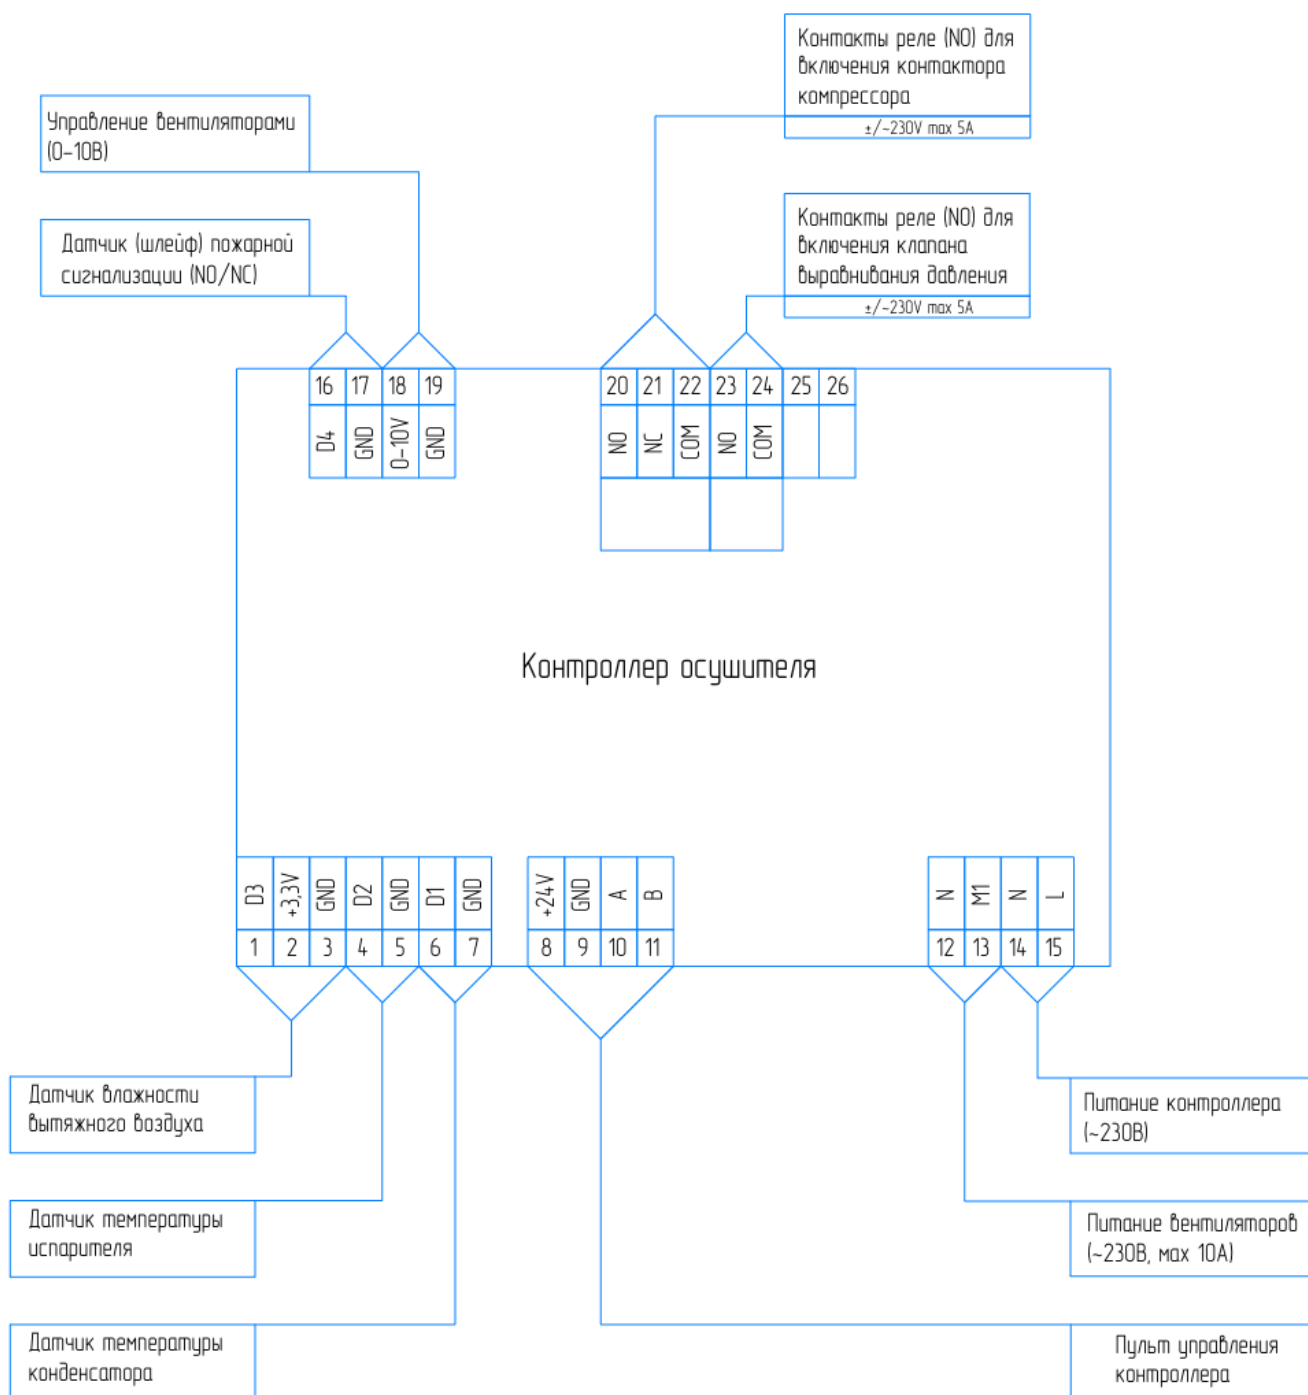 Контакты реле (NO) для
включения контактора
компрессора
±/~230V max 5A
Управление вентиляторами
(0-10В)
Контакты реле (NO) для
включения клапана
выравнивания давления
±/~230V max 5A
Датчик (шлейф) пожарной
сигнализации (NO/NC)
16 17 18 19 20 21 22 23 24 25 26
D4 GND 0-10V GND NO NC COM NO COM
Контроллер осушителя
D3 +3,3V GND D2 GND D1 GND +24V GND A B N M1 N L
1 2 3 4 5 6 7 8 9 10 11 12 13 14 15
Датчик влажности
вытяжного воздуха
Питание контроллера
(~230В)
Датчик температуры
испарителя
Питание вентиляторов
(~230В, мах 10А)
Датчик температуры
конденсатора
Пульт управления
контроллера